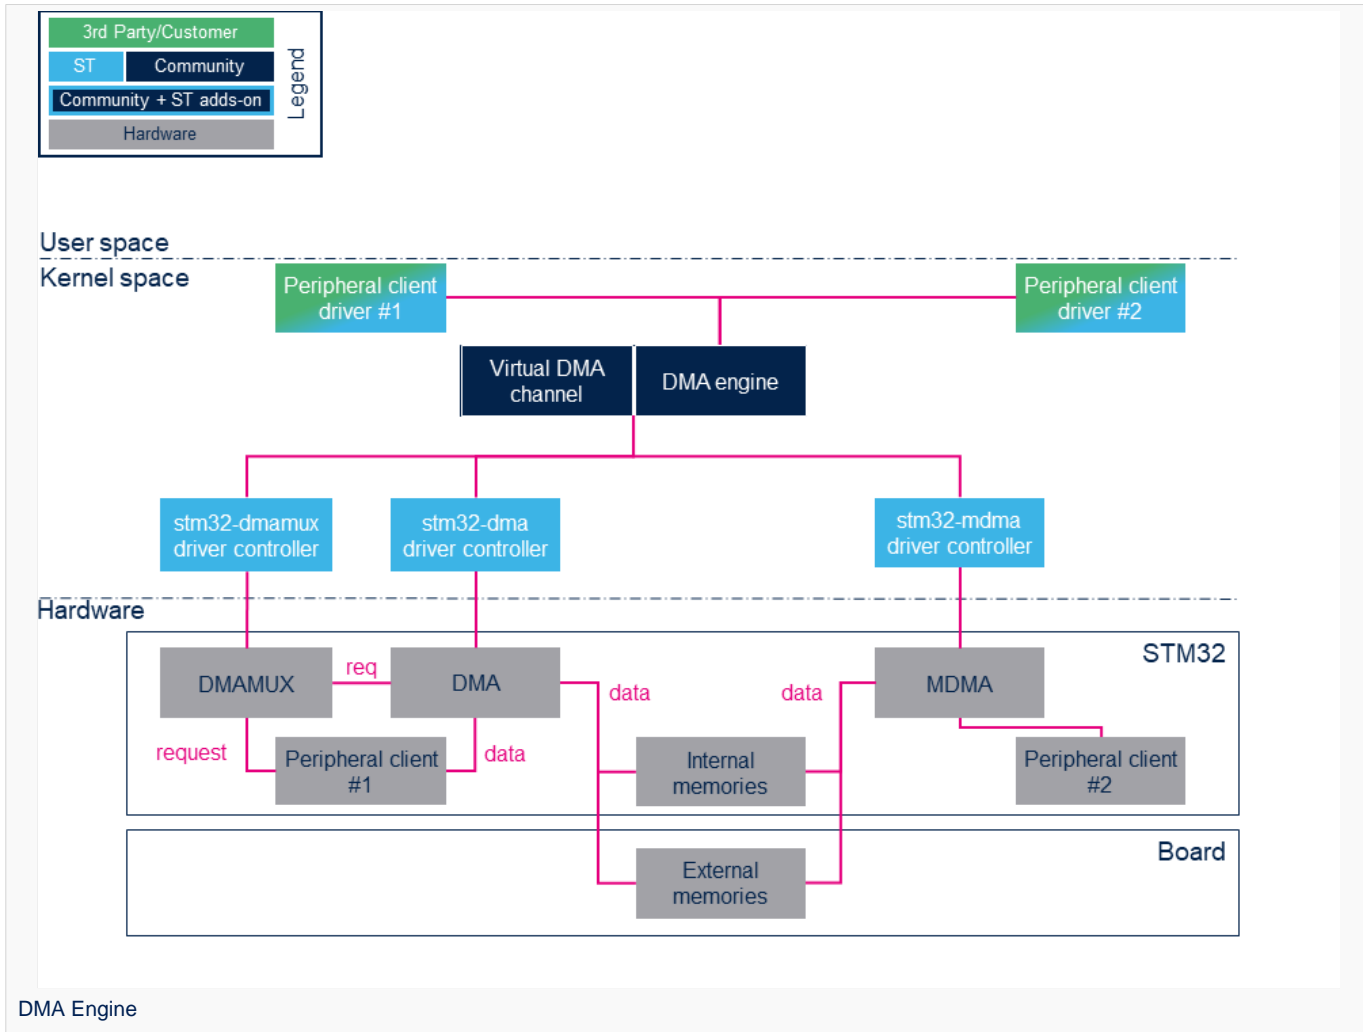 3rd Party/Customer
ST
Community
Community + ST adds-on
Hardware
Legend
User space
Kernel space
Peripheral client
driver #1
Peripheral client
driver #2
Virtual DMA
channel
DMA engine
stm32-dmamux
driver controller
stm32-dma
driver controller
stm32-mdma
driver controller
Hardware
STM32
DMAMUX
req
DMA
data
data
MDMA
request
Peripheral client
#1
data
Internal
memories
Peripheral client
#2
Board
External
memories
DMA Engine